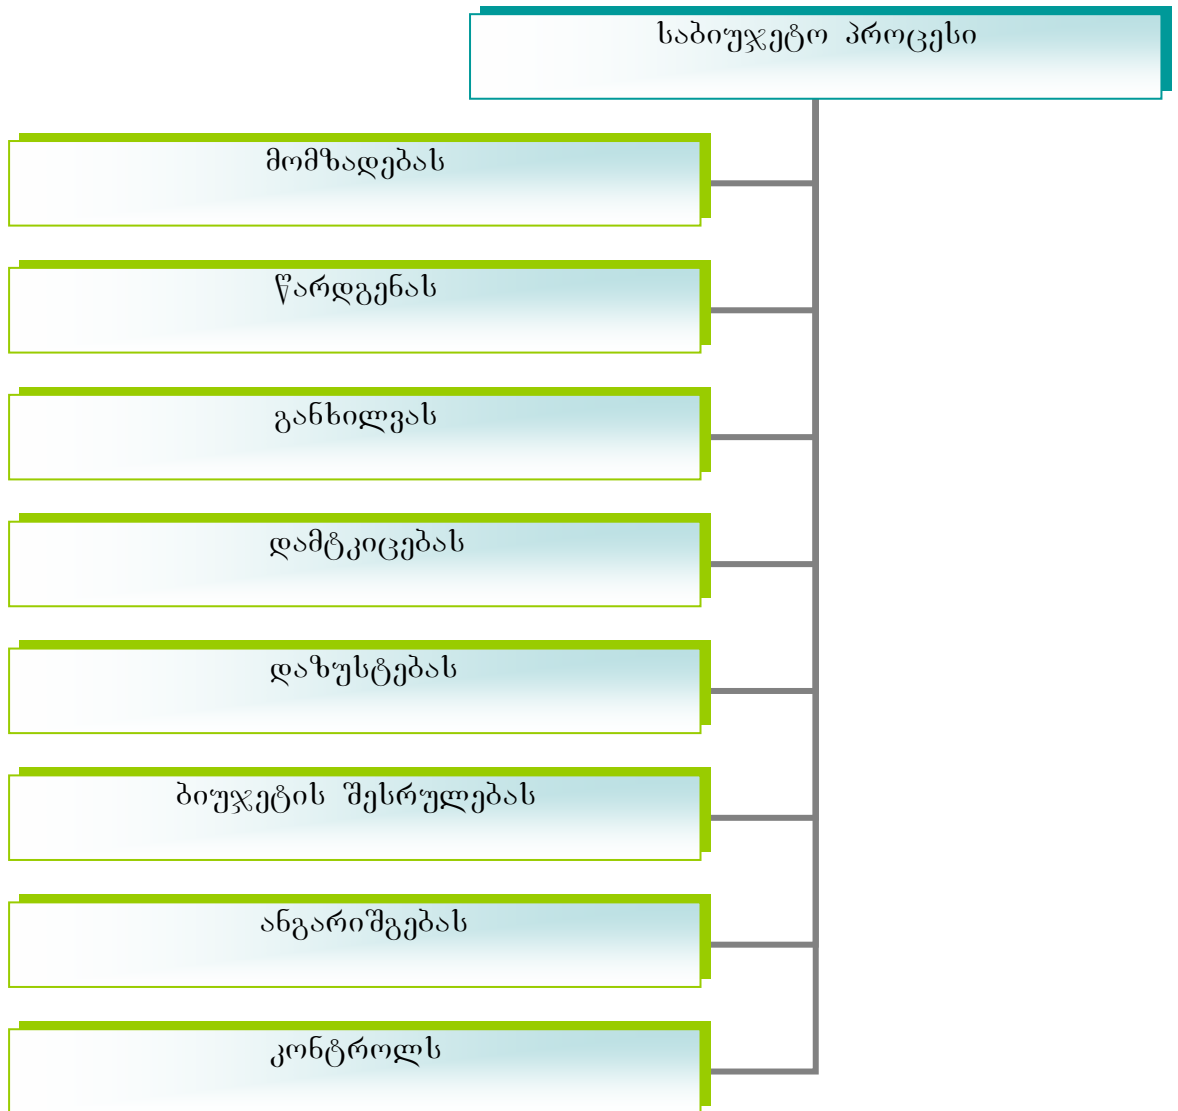 საბიუჯეტო პროცესი
მომზადებას
წარდგენას
განხილვას
დამტკიცებას
დაზუსტებას
ბიუჯეტის შესრულებას
ანგარიშგებას
კონტროლს